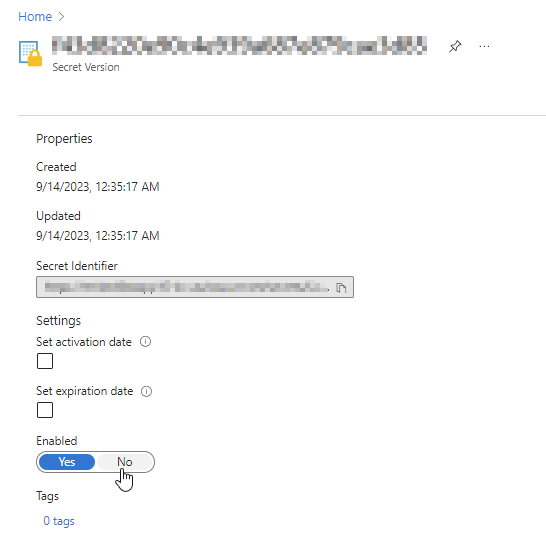 Home >
...
Secret Version
Properties
Created
9/14/2023, 12:35:17 AM
Updated
9/14/2023, 12:35:17 AM
Secret Identifier
Settings
Set activation date
Set expiration date
Enabled
Yes No
Tags
0 tags